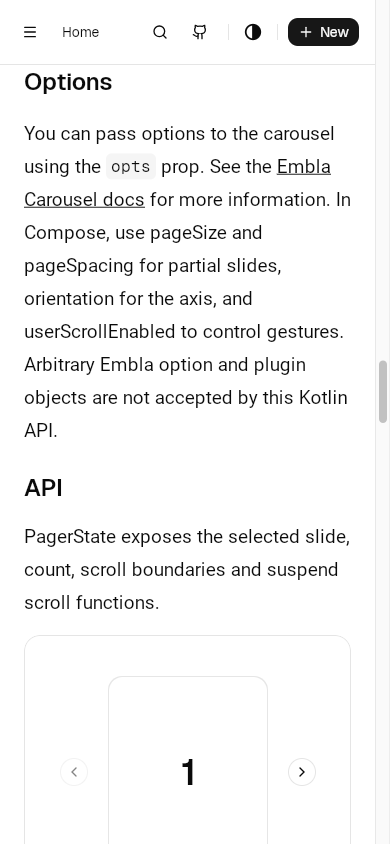 Home
New
Options
You can pass options to the carousel
using the opts prop. See the Embla
Carousel docs for more information. In
Compose, use pageSize and
pageSpacing for partial slides,
orientation for the axis, and
userScrollEnabled to control gestures.
Arbitrary Embla option and plugin
objects are not accepted by this Kotlin
API.
API
PagerState exposes the selected slide,
count, scroll boundaries and suspend
scroll functions.
1